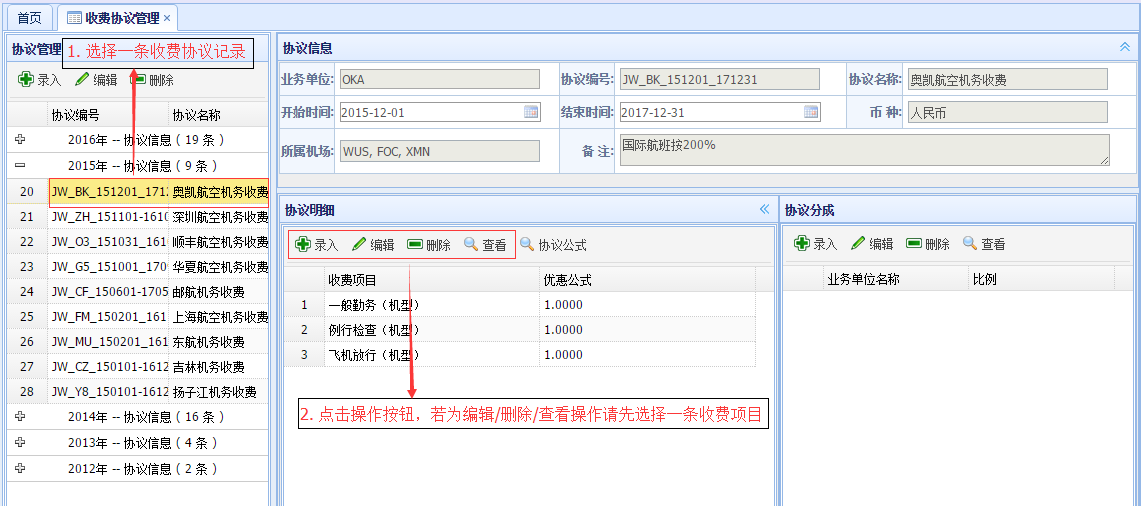 首页
收费协议管理
协议管理
1. 选择一条收费协议记录
录入 编辑 删除
协议编号 协议名称
2016年 -- 协议信息（19 条）
2015年 -- 协议信息（9 条）
20 JW_BK_151201_1712 奥凯航空机务收费
21 JW_ZH_151101-1610 深圳航空机务收费
22 JW_O3_151031_1610 顺丰航空机务收费
23 JW_G5_151001_1709 华夏航空机务收费
24 JW_CF_150601-1705 邮航机务收费
25 JW_FM_150201_1611 上海航空机务收费
26 JW_MU_150201_1612 东航机务收费
27 JW_CZ_150101-1612 吉林机务收费
28 JW_Y8_150101-1612 扬子江机务收费
2014年 -- 协议信息（16 条）
2013年 -- 协议信息（4 条）
2012年 -- 协议信息（2 条）
协议信息
业务单位: OKA 协议编号: JW_BK_151201_171231 协议名称: 奥凯航空机务收费
开始时间: 2015-12-01 结束时间: 2017-12-31 币 种: 人民币
所属机场: WUS, FOC, XMN 备 注: 国际航班按200%
协议明细
录入 编辑 删除 查看 协议公式
收费项目 优惠公式
1 一般勤务（机型） 1.0000
2 例行检查（机型） 1.0000
3 飞机放行（机型） 1.0000
2. 点击操作按钮，若为编辑/删除/查看操作请先选择一条收费项目
协议分成
录入 编辑 删除 查看
业务单位名称 比例